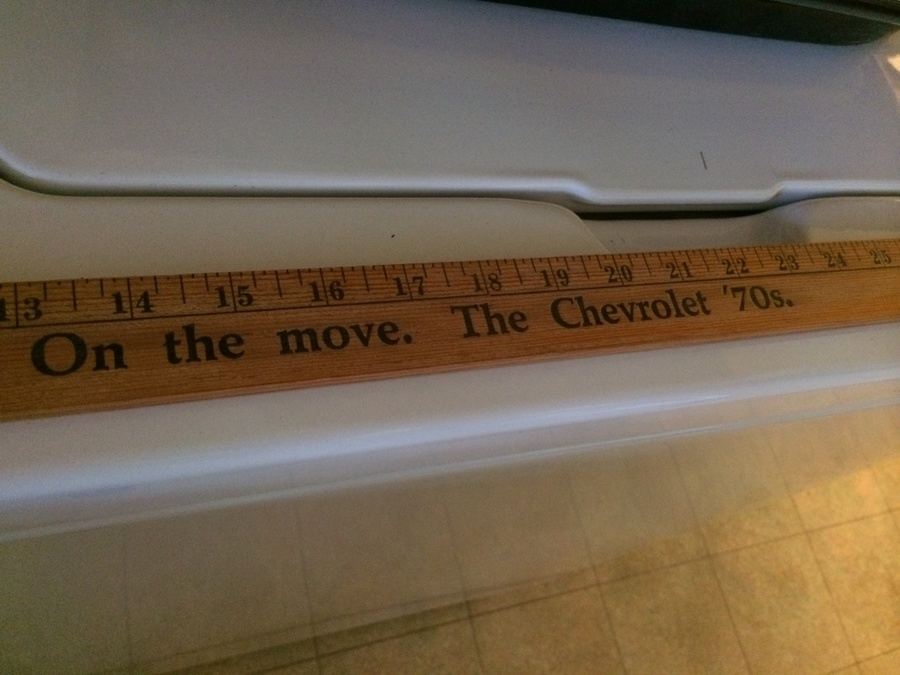 13 14 15 16 17 18 19 20 21 22 23 24 25
On the move. The Chevrolet '70s.